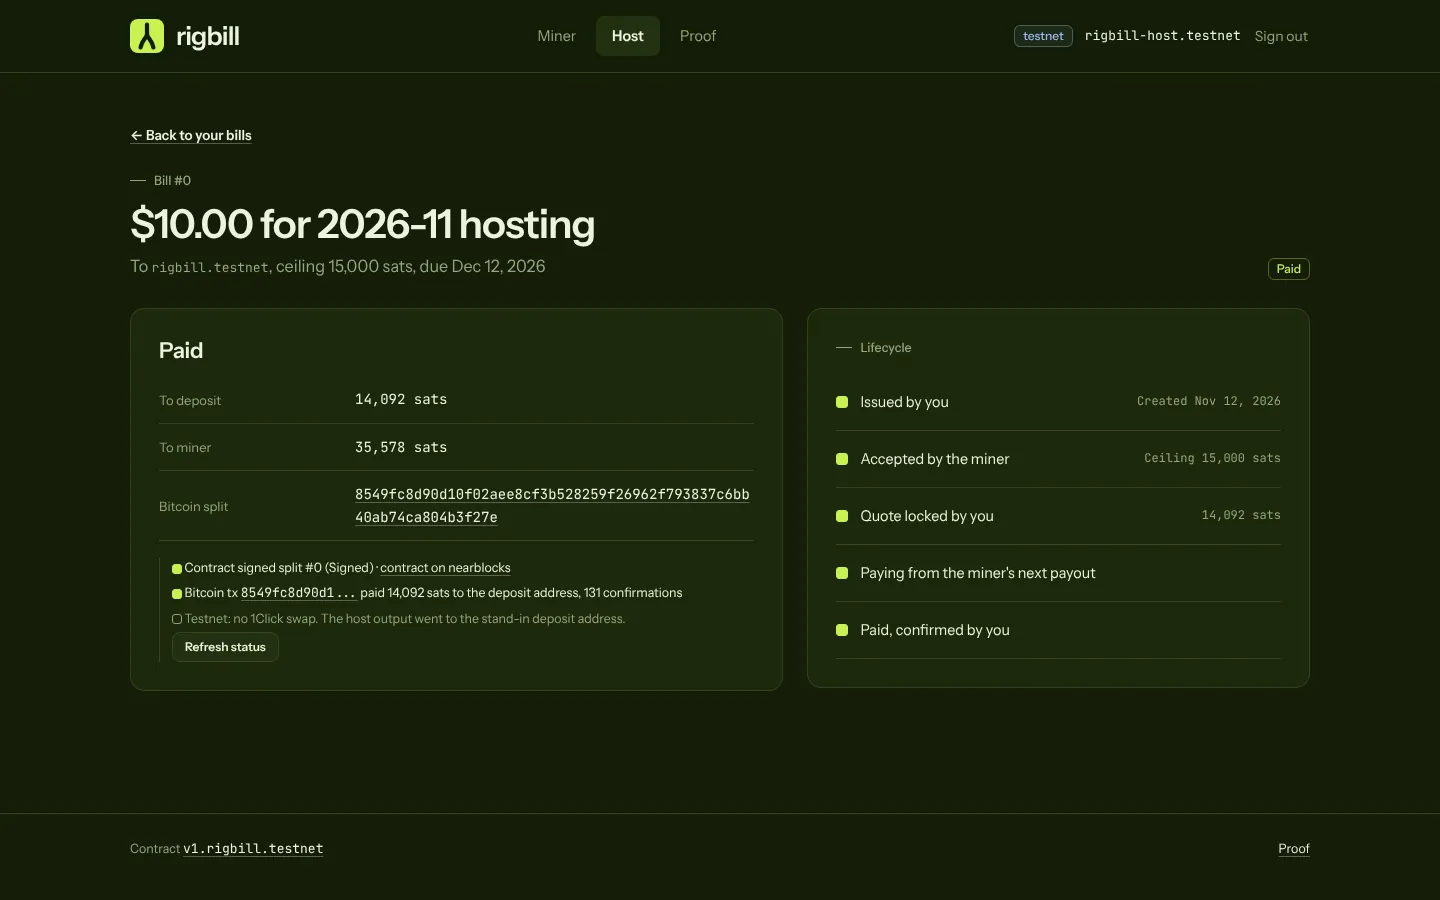 rigbill
Miner
Host
Proof
testnet
rigbill-host.testnet
Sign out
← Back to your bills
Bill #0
$10.00 for 2026-11 hosting
To rigbill.testnet, ceiling 15,000 sats, due Dec 12, 2026
Paid
Paid
To deposit 14,092 sats
To miner 35,578 sats
Bitcoin split 8549fc8d90d10f02aee8cf3b528259f26962f793837c6bb
40ab74ca804b3f27e
Contract signed split #0 (Signed) · contract on nearblocks
Bitcoin tx 8549fc8d90d1... paid 14,092 sats to the deposit address, 131 confirmations
Testnet: no 1Click swap. The host output went to the stand-in deposit address.
Refresh status
Lifecycle
Issued by you Created Nov 12, 2026
Accepted by the miner Ceiling 15,000 sats
Quote locked by you 14,092 sats
Paying from the miner's next payout
Paid, confirmed by you
Contract v1.rigbill.testnet
Proof